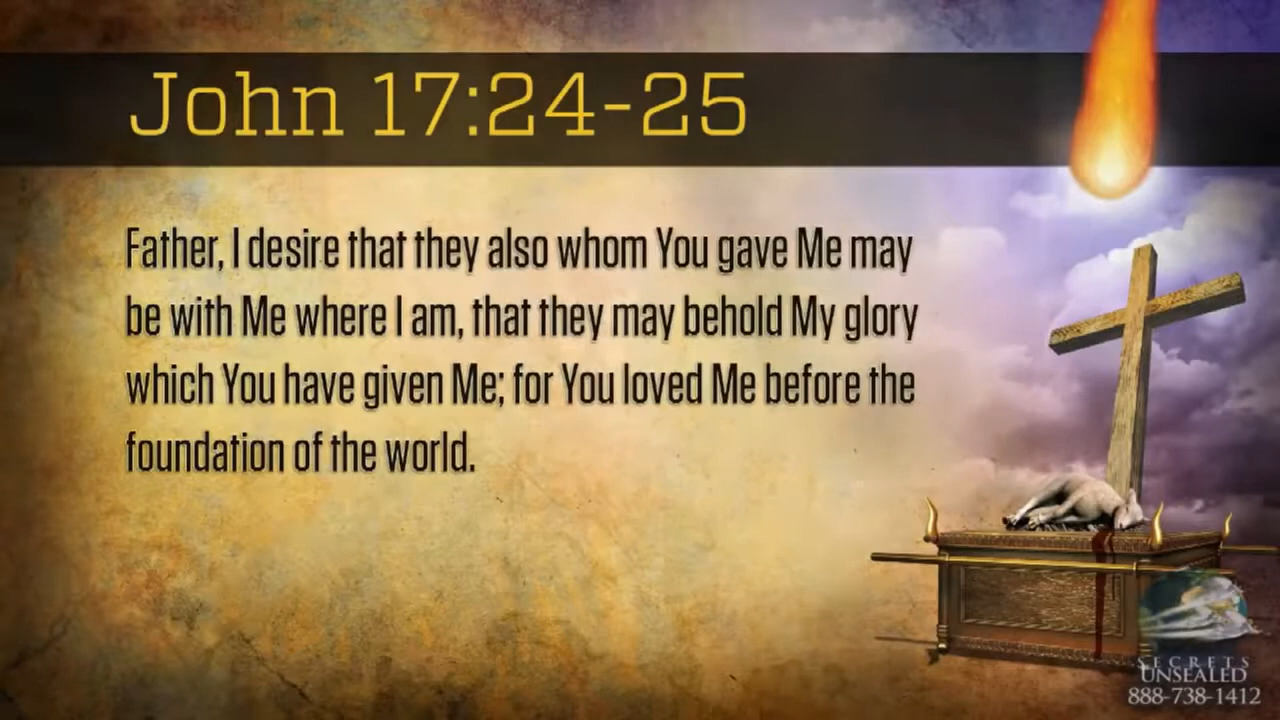 John 17:24-25
Father, I desire that they also whom You gave Me may
be with Me where I am, that they may behold My glory
which You have given Me; for You loved Me before the
foundation of the world.
SECRETS
UNSEALED
888-738-1412